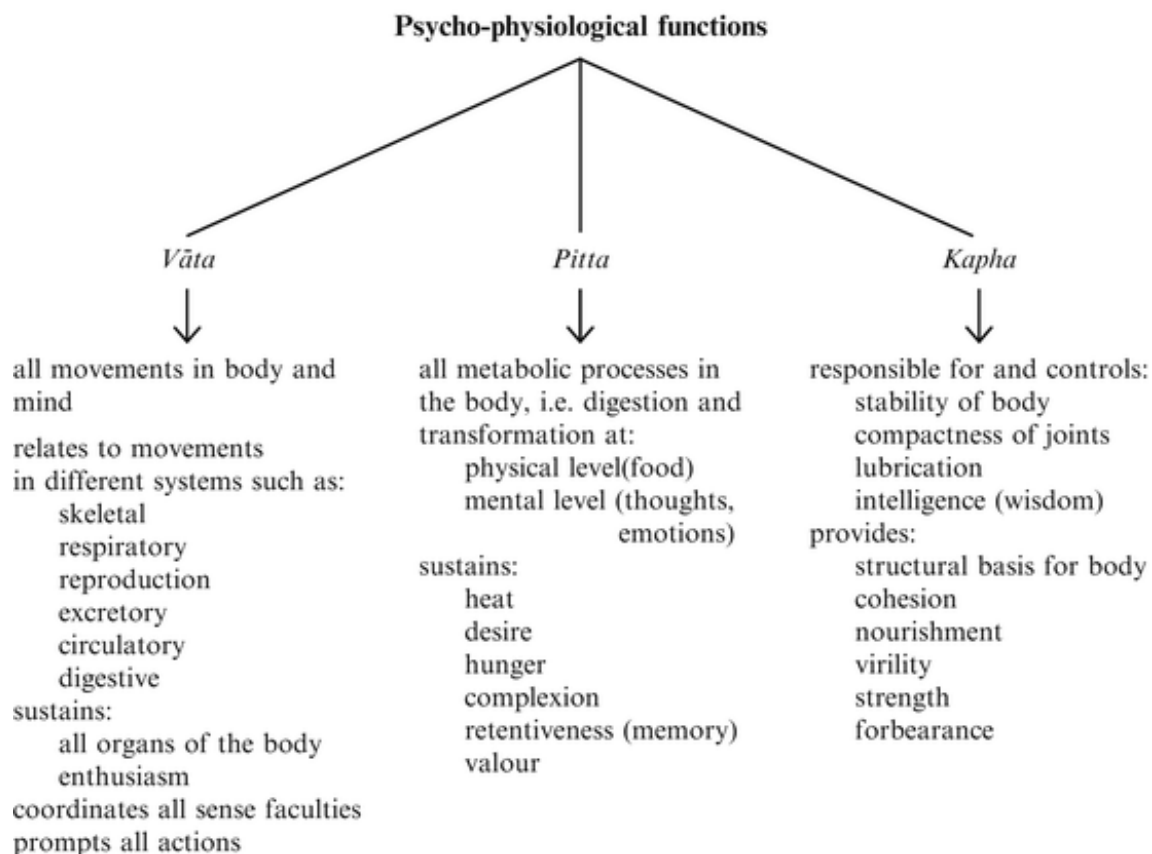 Psycho-physiological functions
Vāta
all movements in body and
mind
relates to movements
in different systems such as:
skeletal
respiratory
reproduction
excretory
circulatory
digestive
sustains:
all organs of the body
enthusiasm
coordinates all sense faculties
prompts all actions
Pitta
all metabolic processes in
the body, i.e. digestion and
transformation at:
physical level(food)
mental level (thoughts,
emotions)
sustains:
heat
desire
hunger
complexion
retentiveness (memory)
valour
Kapha
responsible for and controls:
stability of body
compactness of joints
lubrication
intelligence (wisdom)
provides:
structural basis for body
cohesion
nourishment
virility
strength
forbearance